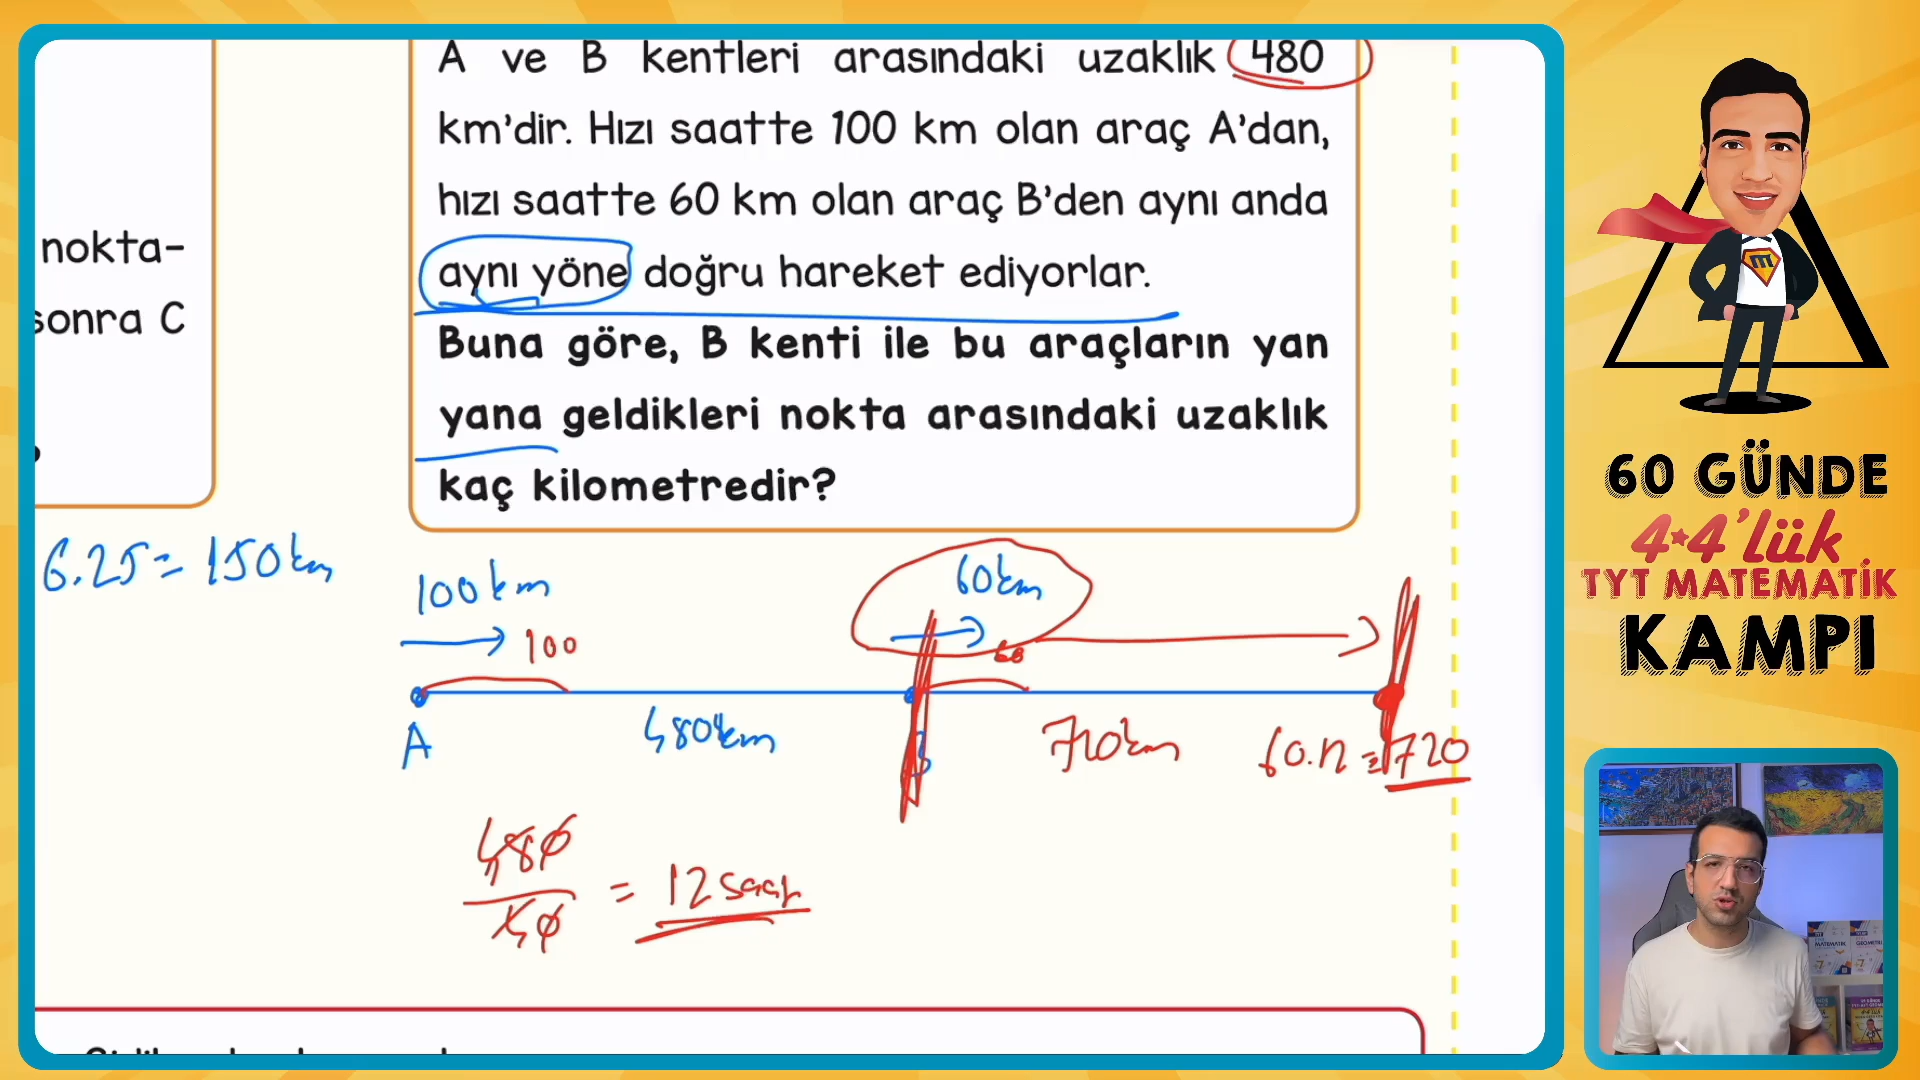 A ve B kentleri arasındaki uzaklık 480
km'dir. Hızı saatte 100 km olan araç A'dan,
hızı saatte 60 km olan araç B'den aynı anda
aynı yöne doğru hareket ediyorlar.
Buna göre, B kenti ile bu araçların yan
yana geldikleri nokta arasındaki uzaklık
kaç kilometredir?
nokta-
sonra C
6.25 = 150 km
100 km
100
60 km
60
A
480 km
B
720 km
60.12 = 720
480
40
= 12 saat
60 GÜNDE
4*4'lük
TYT MATEMATİK
KAMPI
MATEMATİK